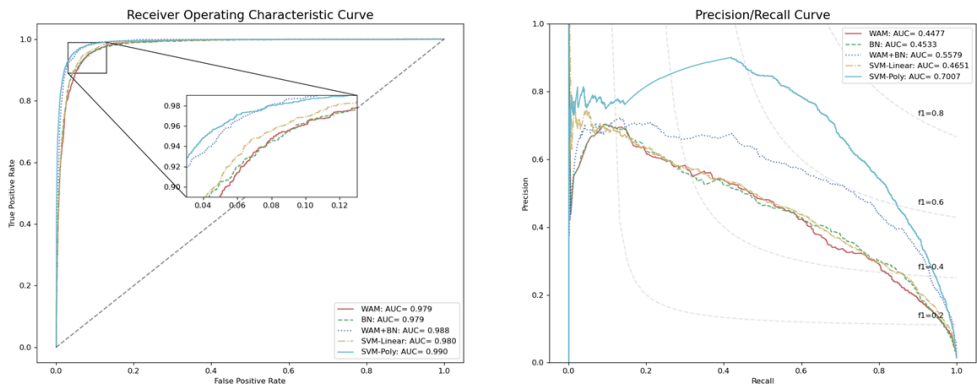 Receiver Operating Characteristic Curve
1.0
0.8
0.6
0.4
0.2
0.0
True Positive Rate
0.98
0.96
0.94
0.92
0.90
0.04
0.06
0.08
0.10
0.12
WAM: AUC= 0.979
BN: AUC= 0.979
WAM+BN: AUC= 0.988
SVM-Linear: AUC= 0.980
SVM-Poly: AUC= 0.990
0.0
0.2
0.4
0.6
0.8
1.0
False Positive Rate
Precision/Recall Curve
1.0
0.8
0.6
0.4
0.2
0.0
Precision
WAM: AUC= 0.4477
BN: AUC= 0.4533
WAM+BN: AUC= 0.5579
SVM-Linear: AUC= 0.4651
SVM-Poly: AUC= 0.7007
f1=0.8
f1=0.6
f1=0.4
f1=0.2
0.0
0.2
0.4
0.6
0.8
1.0
Recall